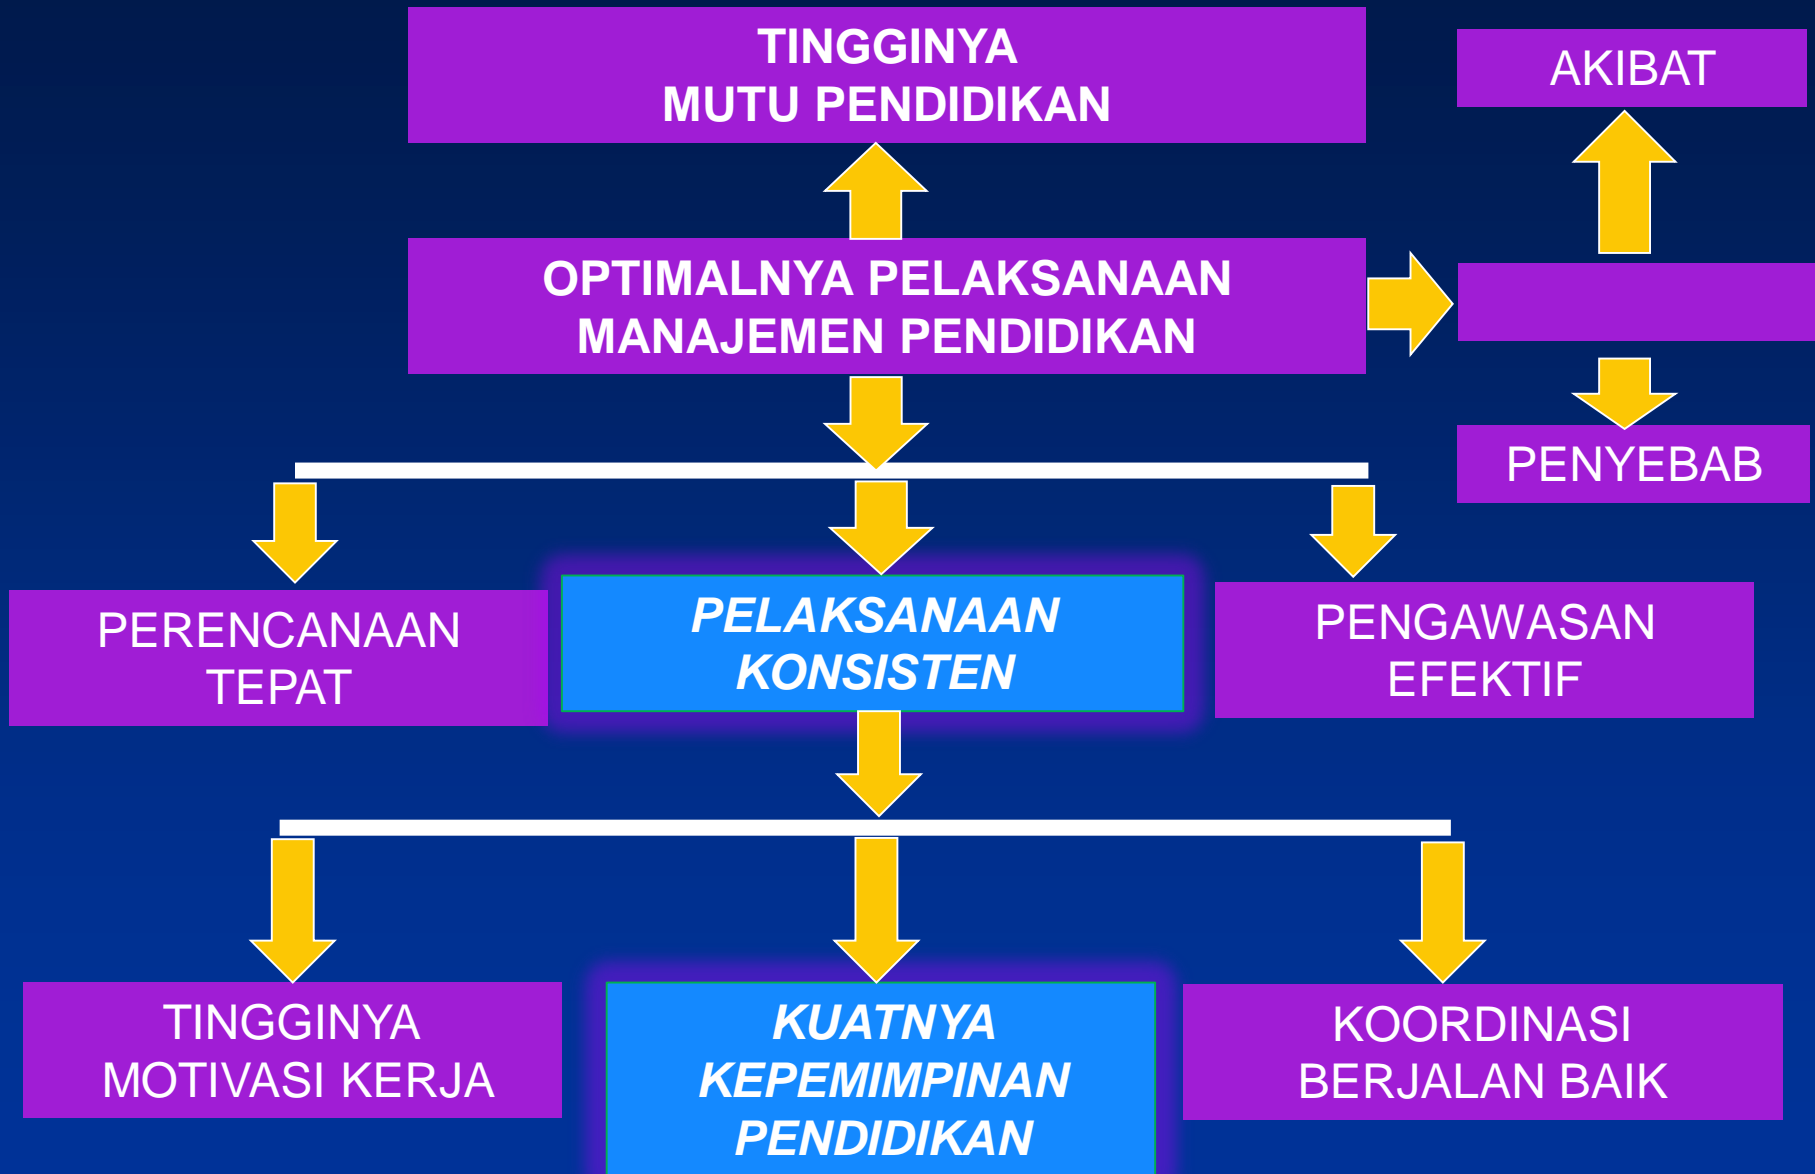 TINGGINYA
MUTU PENDIDIKAN
AKIBAT
OPTIMALNYA PELAKSANAAN
MANAJEMEN PENDIDIKAN
PENYEBAB
PERENCANAAN
TEPAT
PELAKSANAAN
KONSISTEN
PENGAWASAN
EFEKTIF
TINGGINYA
MOTIVASI KERJA
KUATNYA
KEPEMIMPINAN
PENDIDIKAN
KOORDINASI
BERJALAN BAIK